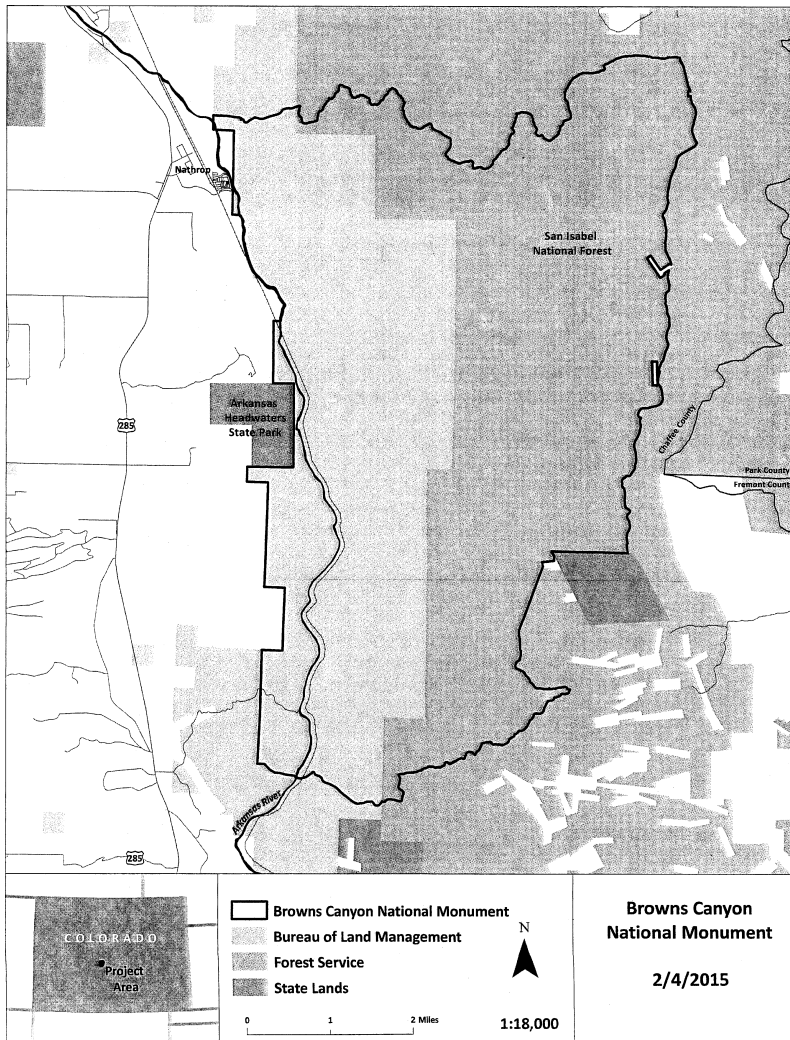 Nathrop
San Isabel
National Forest
Arkansas
Headwaters
State Park
285
Chaffee County
Park County
Fremont Count
Arkansas River
285
COLORADO
Project
Area
Browns Canyon National Monument
Bureau of Land Management
Forest Service
State Lands
N
0 1 2 Miles
1:18,000
Browns Canyon
National Monument
2/4/2015